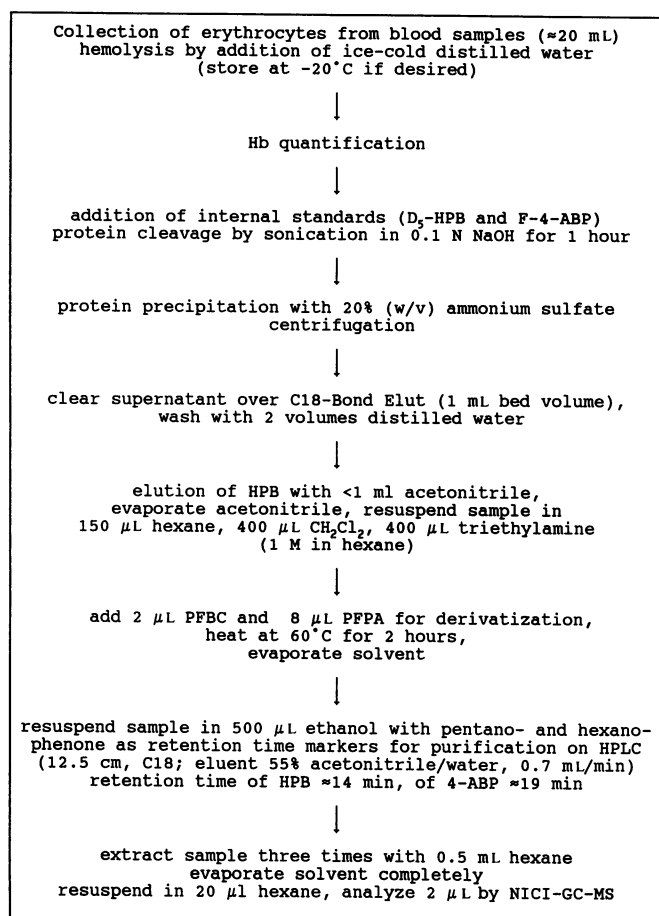 Collection of erythrocytes from blood samples (≈20 mL)
hemolysis by addition of ice-cold distilled water
(store at -20°C if desired)
Hb quantification
addition of internal standards (D₅-HPB and F-4-ABP)
protein cleavage by sonication in 0.1 N NaOH for 1 hour
protein precipitation with 20% (w/v) ammonium sulfate
centrifugation
clear supernatant over C18-Bond Elut (1 mL bed volume),
wash with 2 volumes distilled water
elution of HPB with <1 ml acetonitrile,
evaporate acetonitrile, resuspend sample in
150 µL hexane, 400 µL CH₂Cl₂, 400 µL triethylamine
(1 M in hexane)
add 2 µL PFBC and 8 µL PFPA for derivatization,
heat at 60°C for 2 hours,
evaporate solvent
resuspend sample in 500 µL ethanol with pentano- and hexano-
phenone as retention time markers for purification on HPLC
(12.5 cm, C18; eluent 55% acetonitrile/water, 0.7 mL/min)
retention time of HPB ≈14 min, of 4-ABP ≈19 min
extract sample three times with 0.5 mL hexane
evaporate solvent completely
resuspend in 20 µl hexane, analyze 2 µL by NICI-GC-MS